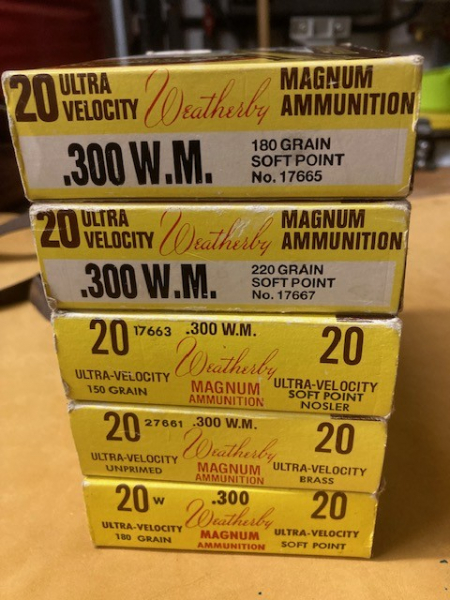 20 ULTRA VELOCITY Weatherby MAGNUM AMMUNITION
.300 W.M.
180 GRAIN
SOFT POINT
No. 17665
20 ULTRA VELOCITY Weatherby MAGNUM AMMUNITION
.300 W.M.
220 GRAIN
SOFT POINT
No. 17667
20 17663 .300 W.M. 20
Weatherby
ULTRA-VELOCITY MAGNUM ULTRA-VELOCITY
150 GRAIN AMMUNITION SOFT POINT
NOSLER
20 27661 .300 W.M. 20
Weatherby
ULTRA-VELOCITY MAGNUM ULTRA-VELOCITY
UNPRIMED AMMUNITION BRASS
20 W .300 20
Weatherby
ULTRA-VELOCITY MAGNUM ULTRA-VELOCITY
180 GRAIN AMMUNITION SOFT POINT